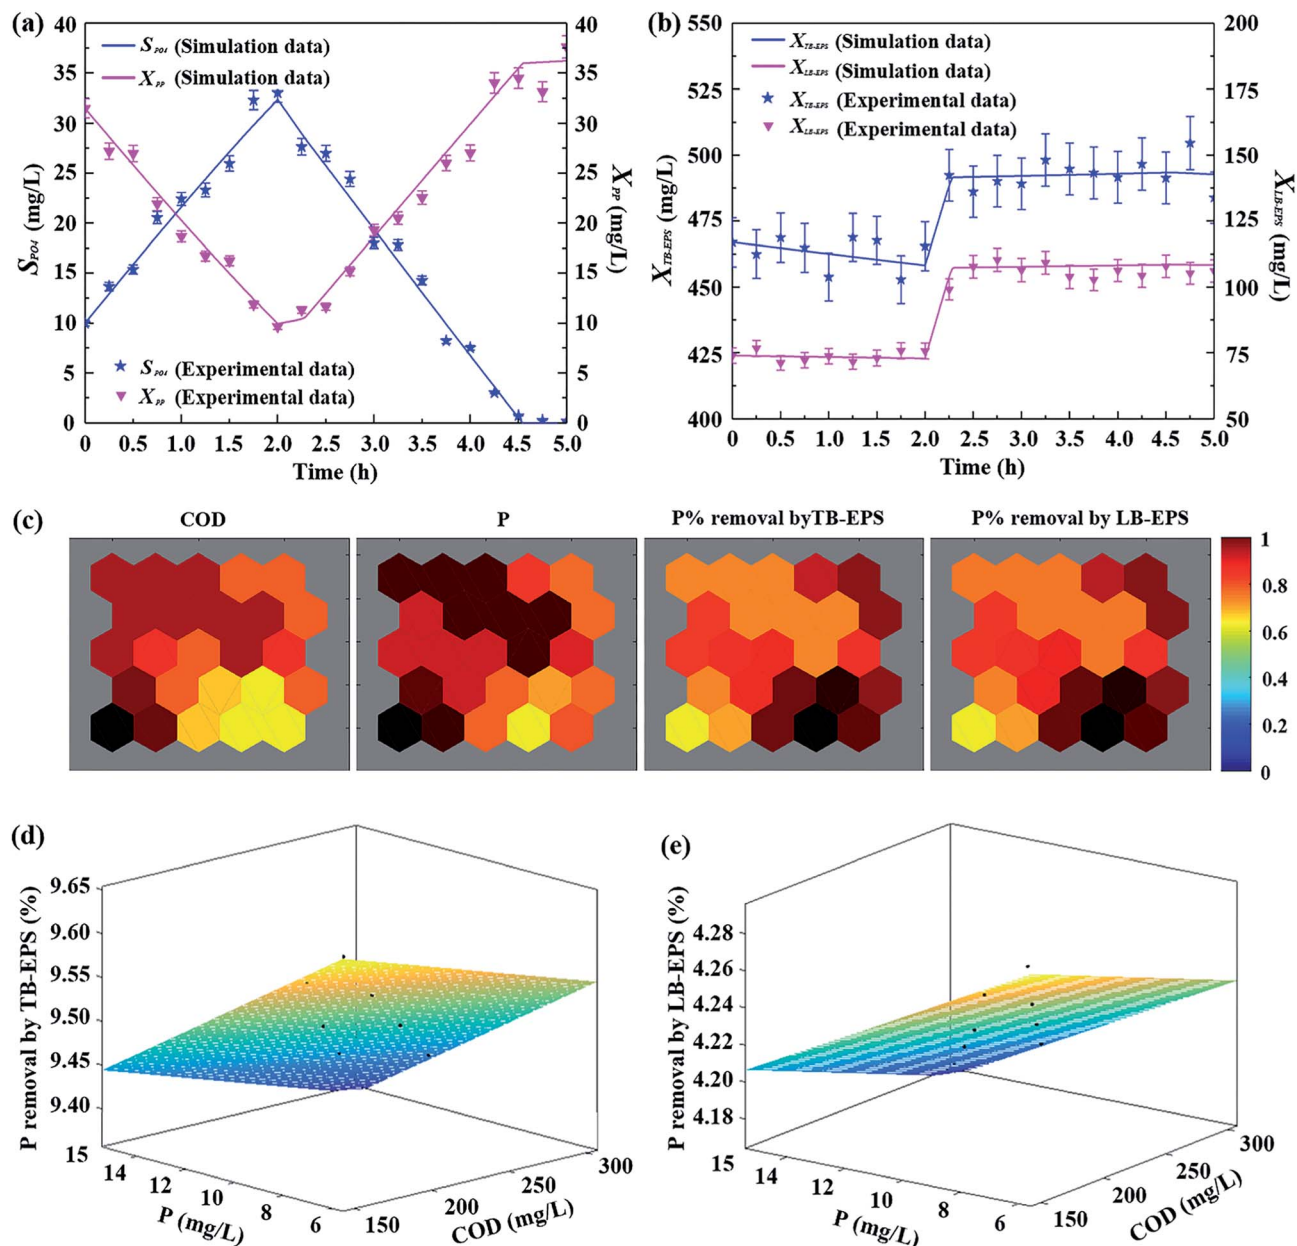 (a)
S_PO4 (Simulation data)
X_PP (Simulation data)
S_PO4 (Experimental data)
X_PP (Experimental data)
40
35
30
25
20
15
10
5
0
S_PO4 (mg/L)
40
35
30
25
20
15
10
5
0
X_PP (mg/L)
0 0.5 1.0 1.5 2.0 2.5 3.0 3.5 4.0 4.5 5.0
Time (h)
(b)
X_TB-EPS (Simulation data)
X_LB-EPS (Simulation data)
X_TB-EPS (Experimental data)
X_LB-EPS (Experimental data)
550
525
500
475
450
425
400
X_TB-EPS (mg/L)
200
175
150
125
100
75
50
X_LB-EPS (mg/L)
0 0.5 1.0 1.5 2.0 2.5 3.0 3.5 4.0 4.5 5.0
Time (h)
(c)
COD
P
P% removal byTB-EPS
P% removal by LB-EPS
1
0.8
0.6
0.4
0.2
0
(d)
P removal by TB-EPS (%)
9.65
9.60
9.55
9.50
9.45
9.40
15 14 12 10 8 6
P (mg/L)
150 200 250 300
COD (mg/L)
(e)
P removal by LB-EPS (%)
4.28
4.26
4.24
4.22
4.20
4.18
15 14 12 10 8 6
P (mg/L)
150 200 250 300
COD (mg/L)